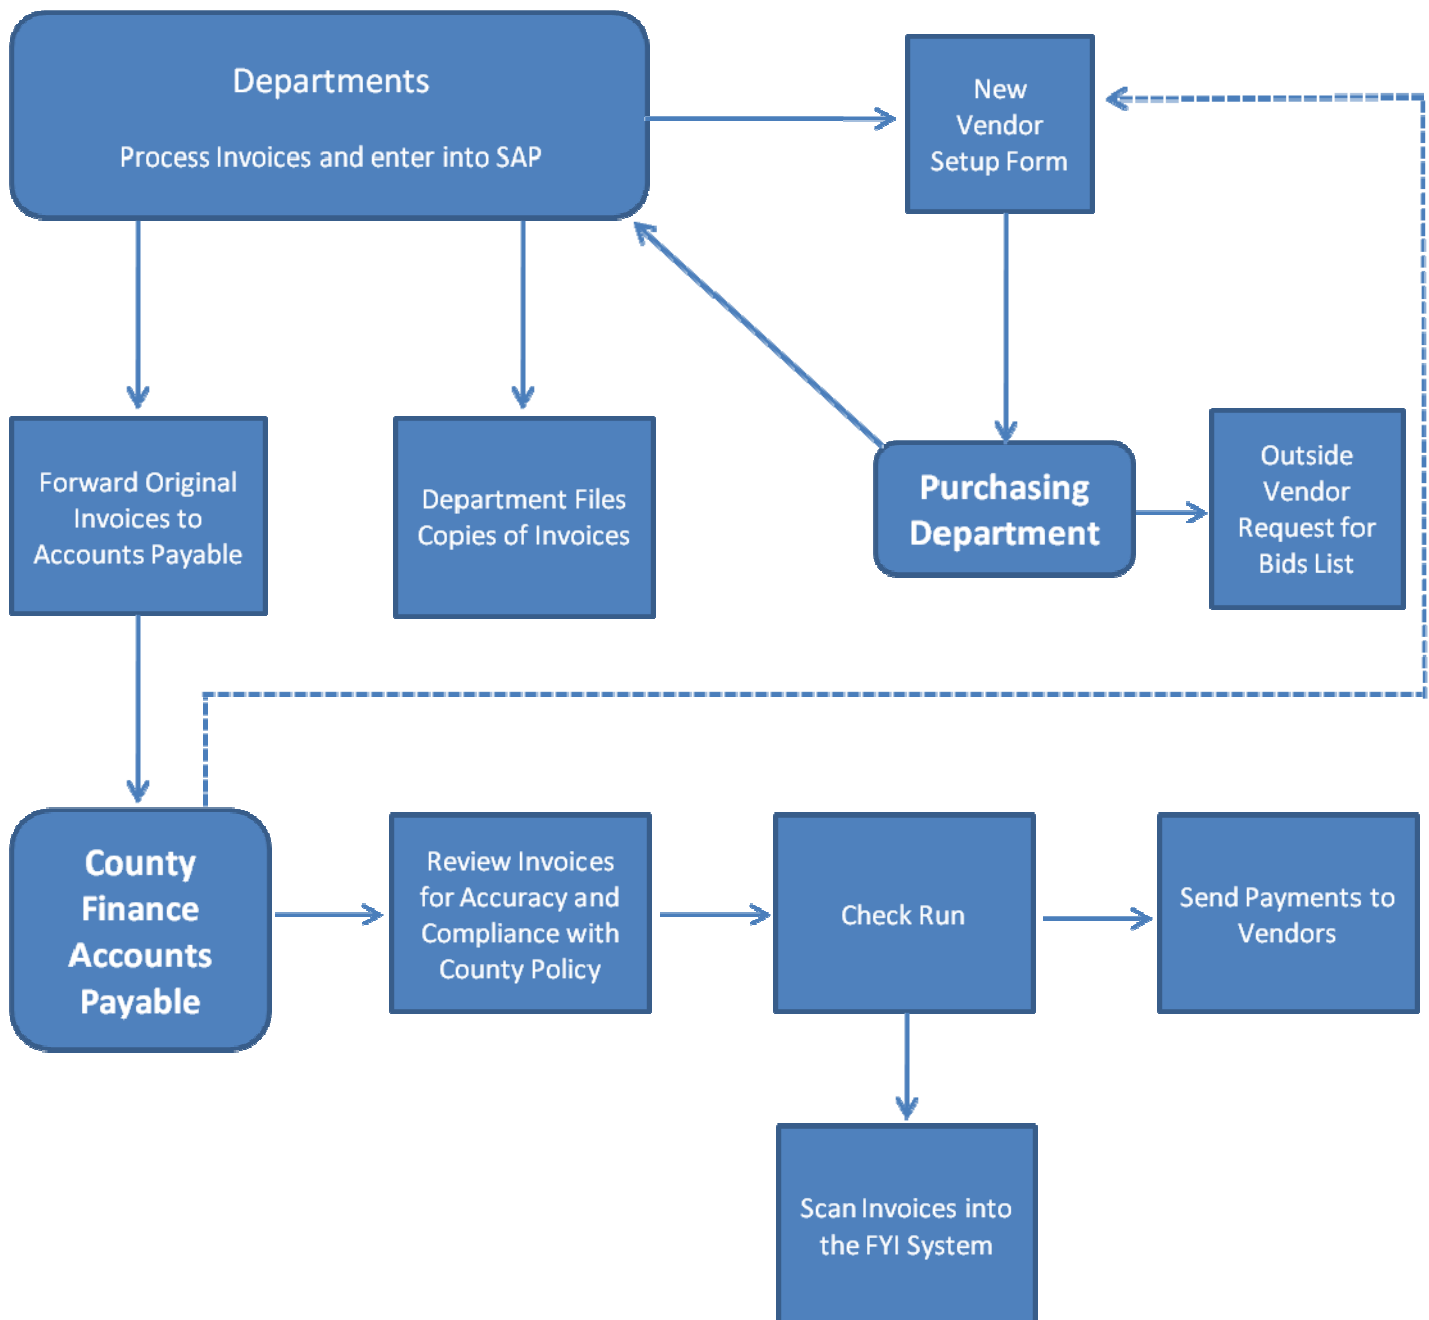 Departments
Process Invoices and enter into SAP
New
Vendor
Setup Form
Forward Original
Invoices to
Accounts Payable
Department Files
Copies of Invoices
Purchasing
Department
Outside
Vendor
Request for
Bids List
County
Finance
Accounts
Payable
Review Invoices
for Accuracy and
Compliance with
County Policy
Check Run
Send Payments to
Vendors
Scan Invoices into
the FYI System